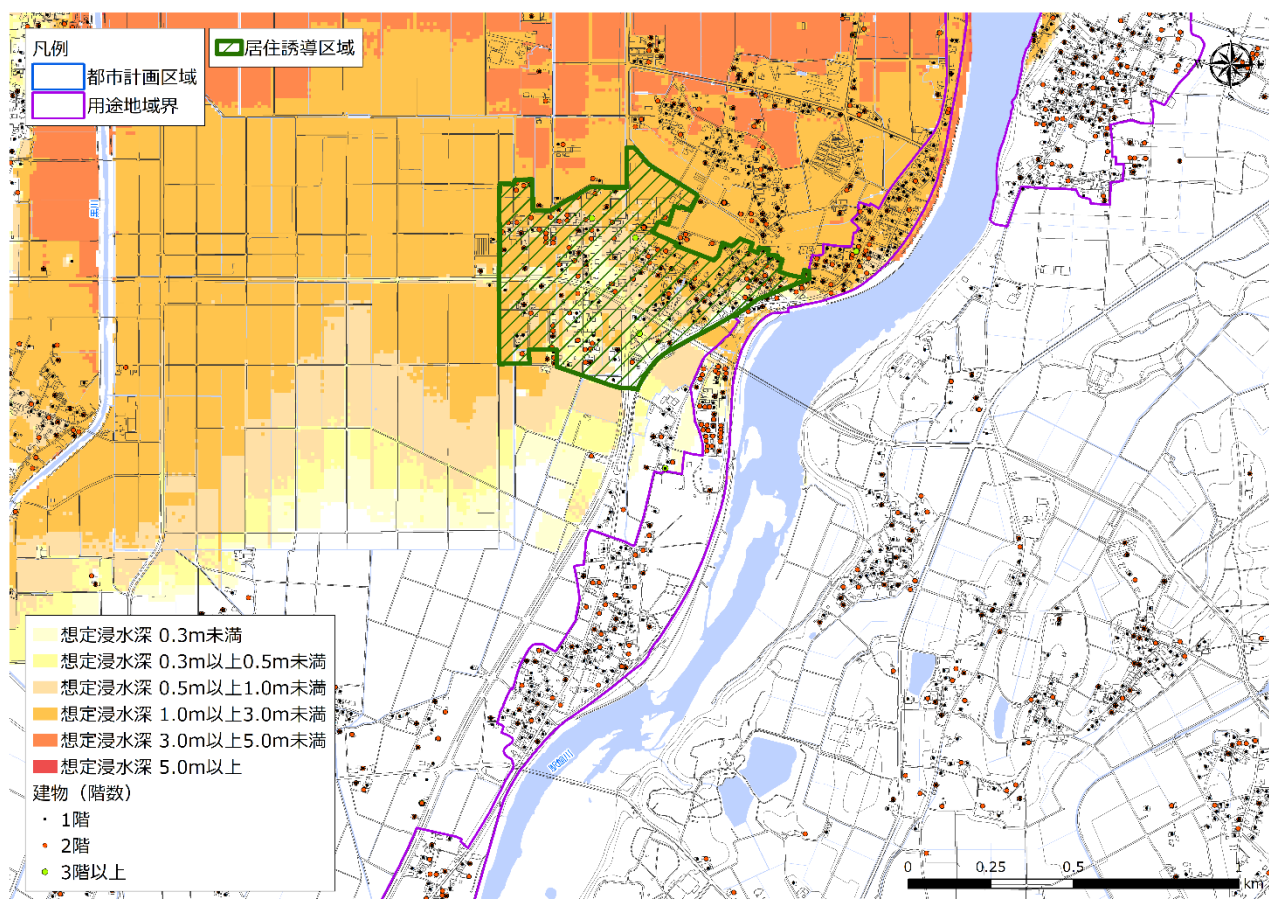 凡例
都市計画区域
用途地域界
居住誘導区域
想定浸水深 0.3m未満
想定浸水深 0.3m以上0.5m未満
想定浸水深 0.5m以上1.0m未満
想定浸水深 1.0m以上3.0m未満
想定浸水深 3.0m以上5.0m未満
想定浸水深 5.0m以上
建物（階数）
1階
2階
3階以上
0 0.25 0.5 1
km